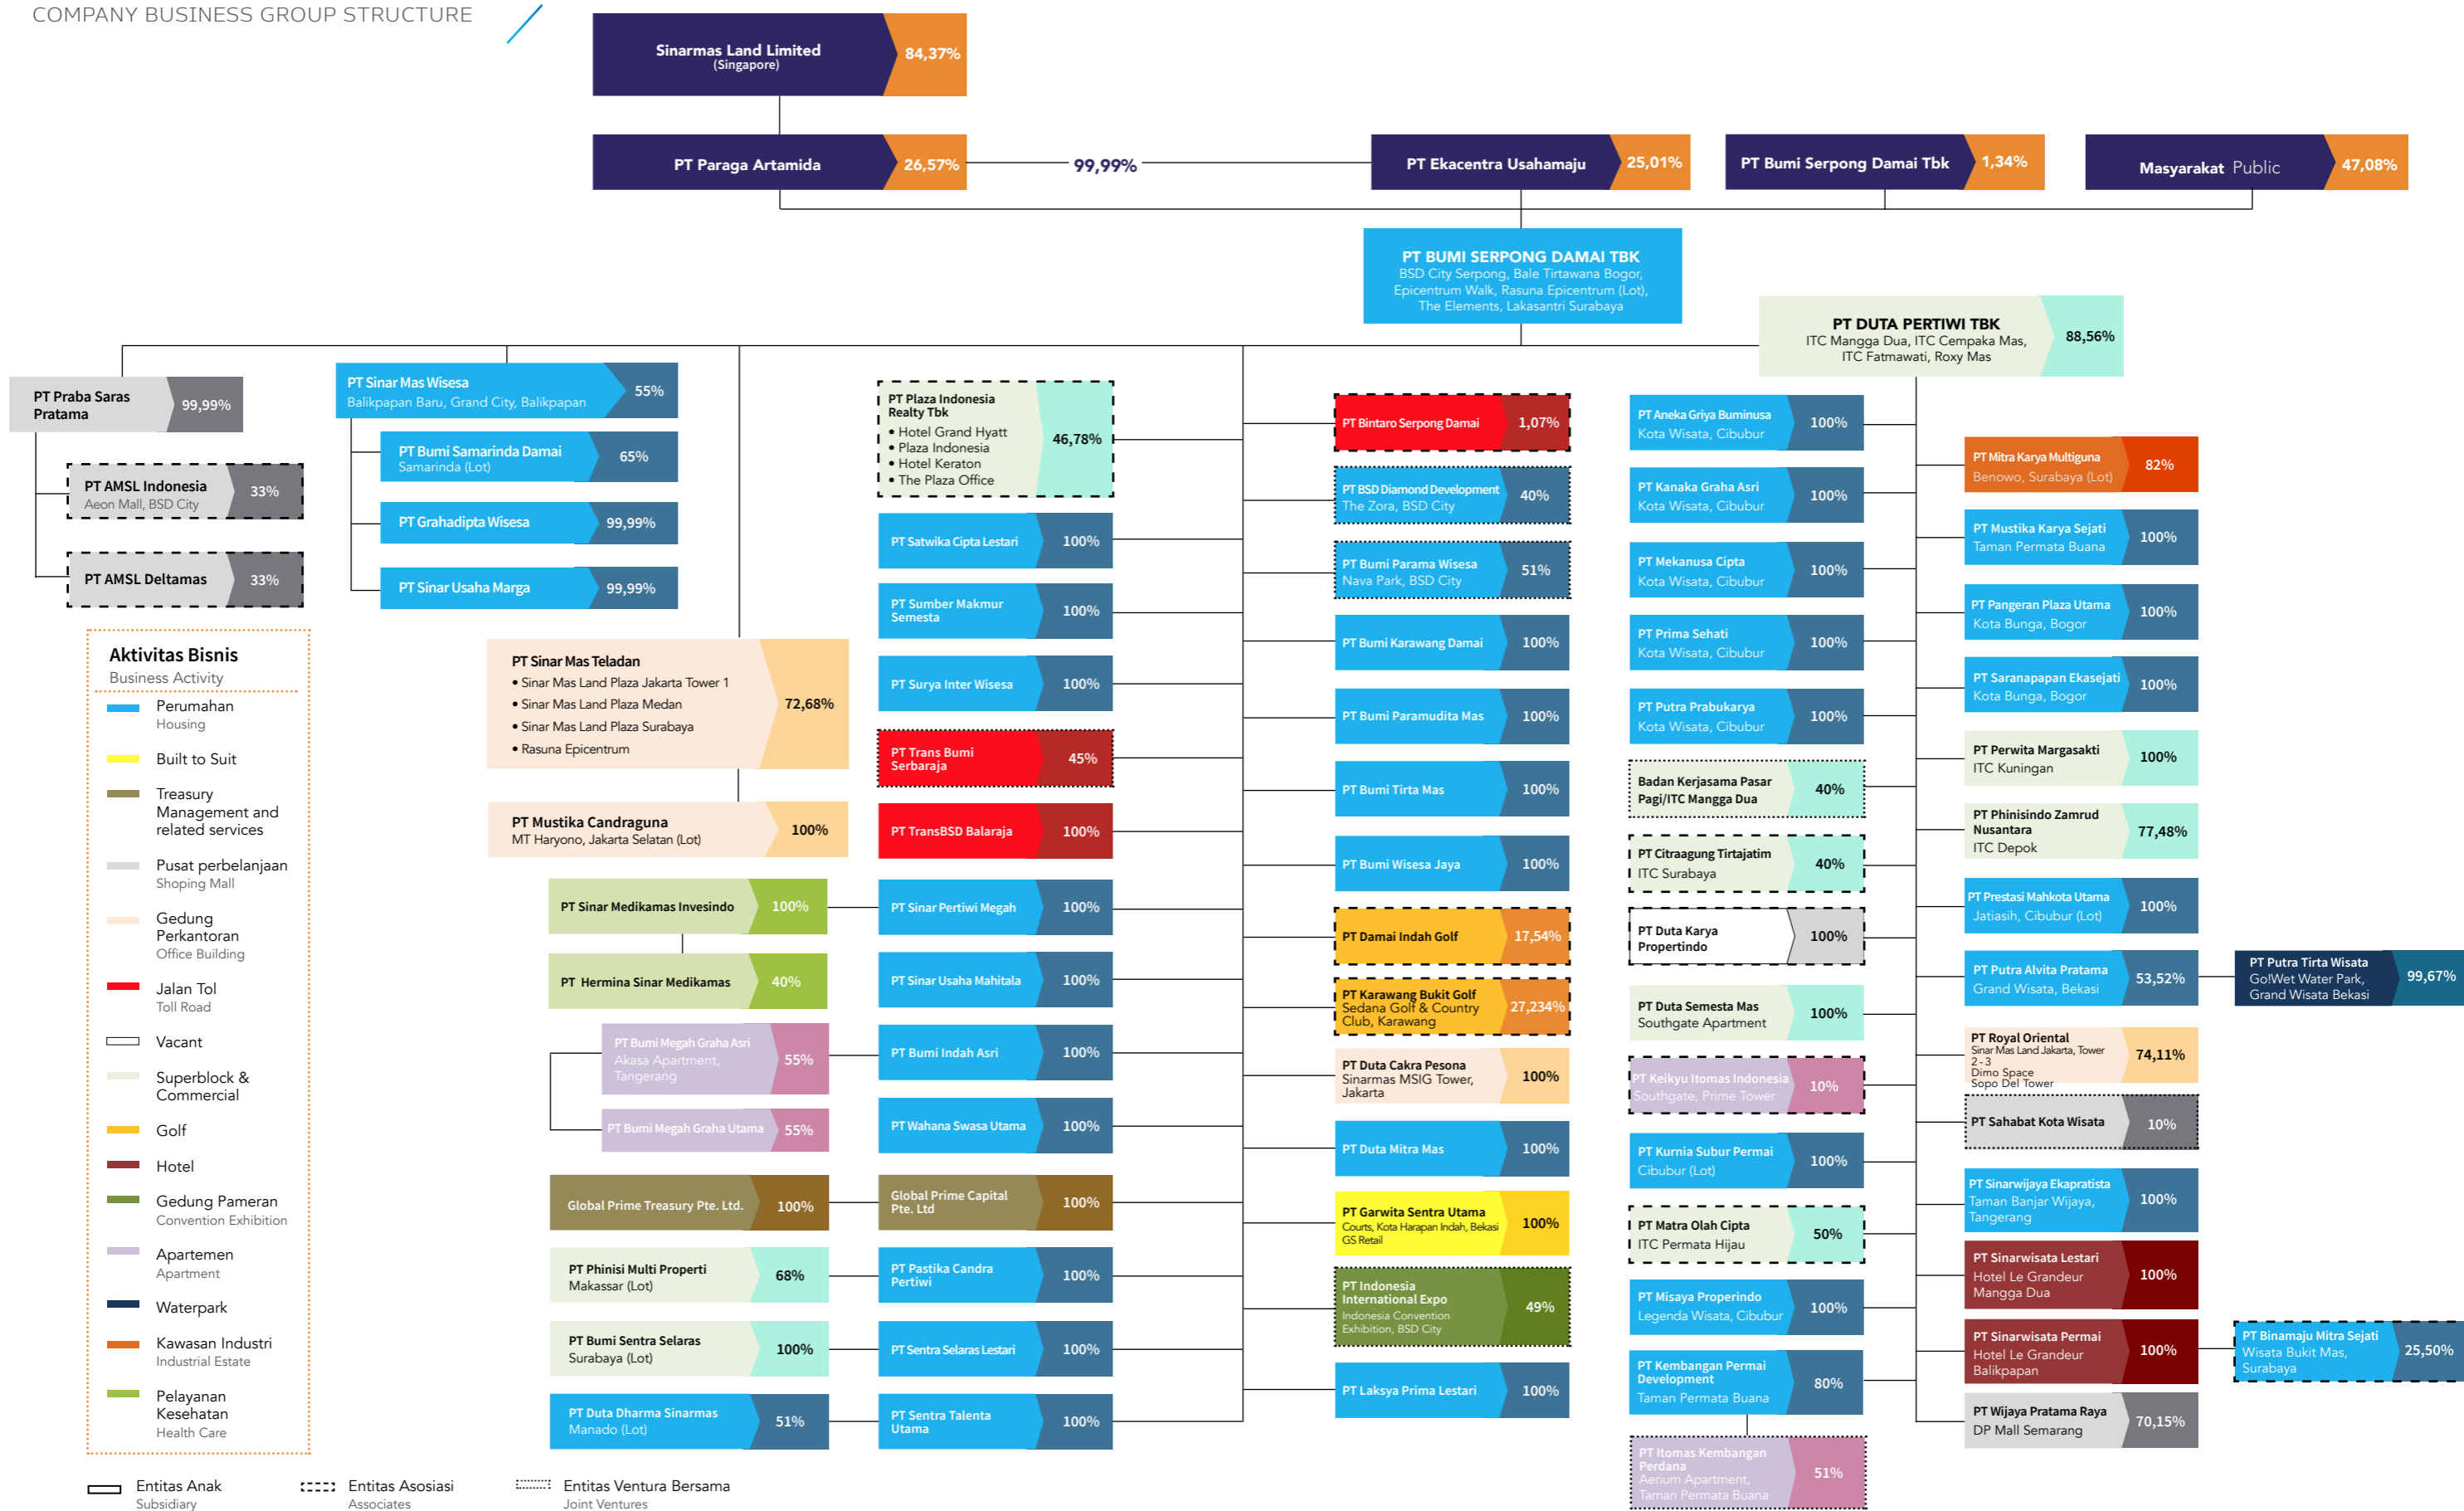 COMPANY BUSINESS GROUP STRUCTURE
Sinarmas Land Limited
(Singapore)
84,37%
PT Paraga Artamida
26,57%
99,99%
PT Ekacentra Usahamaju
25,01%
PT Bumi Serpong Damai Tbk
1,34%
Masyarakat Public
47,08%
PT BUMI SERPONG DAMAI TBK
BSD City Serpong, Bale Tirtawana Bogor,
Epicentrum Walk, Rasuna Epicentrum (Lot),
The Elements, Lakasantri Surabaya
PT DUTA PERTIWI TBK
ITC Mangga Dua, ITC Cempaka Mas,
ITC Fatmawati, Roxy Mas
88,56%
PT Praba Saras
Pratama
99,99%
PT AMSL Indonesia
Aeon Mall, BSD City
33%
PT AMSL Deltamas
33%
PT Sinar Mas Wisesa
Balikpapan Baru, Grand City, Balikpapan
55%
PT Bumi Samarinda Damai
Samarinda (Lot)
65%
PT Grahadipta Wisesa
99,99%
PT Sinar Usaha Marga
99,99%
Aktivitas Bisnis
Business Activity
Perumahan
Housing
Built to Suit
Treasury
Management and
related services
Pusat perbelanjaan
Shoping Mall
Gedung
Perkantoran
Office Building
Jalan Tol
Toll Road
Vacant
Superblock &
Commercial
Golf
Hotel
Gedung Pameran
Convention Exhibition
Apartemen
Apartment
Waterpark
Kawasan Industri
Industrial Estate
Pelayanan
Kesehatan
Health Care
PT Sinar Mas Teladan
• Sinar Mas Land Plaza Jakarta Tower 1
• Sinar Mas Land Plaza Medan
• Sinar Mas Land Plaza Surabaya
• Rasuna Epicentrum
72,68%
PT Mustika Candraguna
MT Haryono, Jakarta Selatan (Lot)
100%
PT Sinar Medikamas Invesindo
100%
PT Hermina Sinar Medikamas
40%
PT Bumi Megah Graha Asri
Akasa Apartment,
Tangerang
55%
PT Bumi Megah Graha Utama
55%
Global Prime Treasury Pte. Ltd.
100%
PT Phinisi Multi Properti
Makassar (Lot)
68%
PT Bumi Sentra Selaras
Surabaya (Lot)
100%
PT Duta Dharma Sinarmas
Manado (Lot)
51%
PT Plaza Indonesia
Realty Tbk
• Hotel Grand Hyatt
• Plaza Indonesia
• Hotel Keraton
• The Plaza Office
46,78%
PT Satwika Cipta Lestari
100%
PT Sumber Makmur
Semesta
100%
PT Surya Inter Wisesa
100%
PT Trans Bumi
Serbaraja
45%
PT TransBSD Balaraja
100%
PT Sinar Pertiwi Megah
100%
PT Sinar Usaha Mahitala
100%
PT Bumi Indah Asri
100%
PT Wahana Swasa Utama
100%
Global Prime Capital
Pte. Ltd
100%
PT Pastika Candra
Pertiwi
100%
PT Sentra Selaras Lestari
100%
PT Sentra Talenta
Utama
100%
PT Bintaro Serpong Damai
1,07%
PT BSD Diamond Development
The Zora, BSD City
40%
PT Bumi Parama Wisesa
Nava Park, BSD City
51%
PT Bumi Karawang Damai
100%
PT Bumi Paramudita Mas
100%
PT Bumi Tirta Mas
100%
PT Bumi Wisesa Jaya
100%
PT Damai Indah Golf
17,54%
PT Karawang Bukit Golf
Sedana Golf & Country
Club, Karawang
27,234%
PT Duta Cakra Pesona
Sinarmas MSIG Tower,
Jakarta
100%
PT Duta Mitra Mas
100%
PT Garwita Sentra Utama
Courts, Kota Harapan Indah, Bekasi
GS Retail
100%
PT Indonesia
International Expo
Indonesia Convention
Exhibition, BSD City
49%
PT Laksya Prima Lestari
100%
PT Aneka Griya Buminusa
Kota Wisata, Cibubur
100%
PT Kanaka Graha Asri
Kota Wisata, Cibubur
100%
PT Mekanusa Cipta
Kota Wisata, Cibubur
100%
PT Prima Sehati
Kota Wisata, Cibubur
100%
PT Putra Prabukarya
Kota Wisata, Cibubur
100%
Badan Kerjasama Pasar
Pagi/ITC Mangga Dua
40%
PT Citraagung Tirtajatim
ITC Surabaya
40%
PT Duta Karya
Propertindo
100%
PT Duta Semesta Mas
Southgate Apartment
100%
PT Keikyu Itomas Indonesia
Southgate, Prime Tower
10%
PT Kurnia Subur Permai
Cibubur (Lot)
100%
PT Matra Olah Cipta
ITC Permata Hijau
50%
PT Misaya Properindo
Legenda Wisata, Cibubur
100%
PT Kembangan Permai
Development
Taman Permata Buana
80%
PT Itomas Kembangan
Perdana
Aerium Apartment,
Taman Permata Buana
51%
PT Mitra Karya Multiguna
Benowo, Surabaya (Lot)
82%
PT Mustika Karya Sejati
Taman Permata Buana
100%
PT Pangeran Plaza Utama
Kota Bunga, Bogor
100%
PT Saranapapan Ekasejati
Kota Bunga, Bogor
100%
PT Perwita Margasakti
ITC Kuningan
100%
PT Phinisindo Zamrud
Nusantara
ITC Depok
77,48%
PT Prestasi Mahkota Utama
Jatiasih, Cibubur (Lot)
100%
PT Putra Alvita Pratama
Grand Wisata, Bekasi
53,52%
PT Putra Tirta Wisata
Go!Wet Water Park,
Grand Wisata Bekasi
99,67%
PT Royal Oriental
Sinar Mas Land Jakarta, Tower
2 - 3
Dimo Space
Sopo Del Tower
74,11%
PT Sahabat Kota Wisata
10%
PT Sinarwijaya Ekapratista
Taman Banjar Wijaya,
Tangerang
100%
PT Sinarwisata Lestari
Hotel Le Grandeur
Mangga Dua
100%
PT Sinarwisata Permai
Hotel Le Grandeur
Balikpapan
100%
PT Binamaju Mitra Sejati
Wisata Bukit Mas,
Surabaya
25,50%
PT Wijaya Pratama Raya
DP Mall Semarang
70,15%
Entitas Anak
Subsidiary
Entitas Asosiasi
Associates
Entitas Ventura Bersama
Joint Ventures